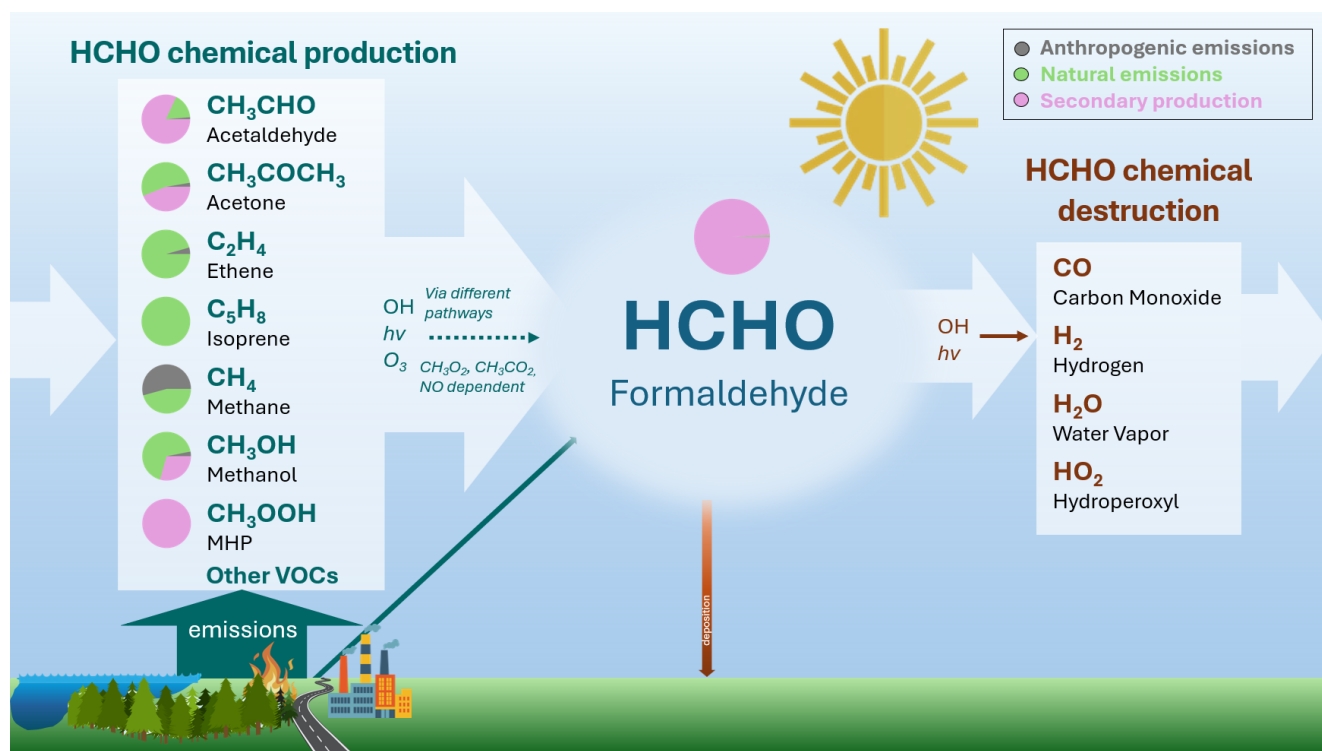 HCHO chemical production
CH₃CHO
Acetaldehyde
CH₃COCH₃
Acetone
C₂H₄
Ethene
C₅H₈
Isoprene
CH₄
Methane
CH₃OH
Methanol
CH₃OOH
MHP
Other VOCs
emissions
OH
hv
O₃
Via different
pathways
CH₃O₂, CH₃CO₂,
NO dependent
HCHO
Formaldehyde
deposition
Anthropogenic emissions
Natural emissions
Secondary production
OH
hv
HCHO chemical
destruction
CO
Carbon Monoxide
H₂
Hydrogen
H₂O
Water Vapor
HO₂
Hydroperoxyl